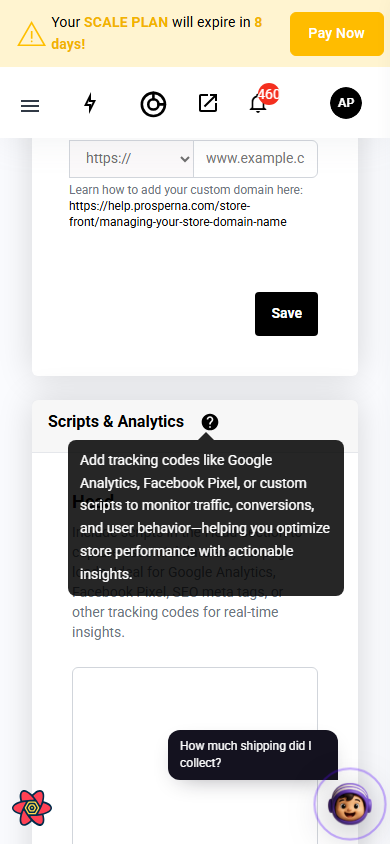 Your SCALE PLAN will expire in 8
days!
Pay Now
460
AP
https://
www.example.c
Learn how to add your custom domain here:
https://help.prosperna.com/store-
front/managing-your-store-domain-name
Save
Scripts & Analytics
?
Add tracking codes like Google
Analytics, Facebook Pixel, or custom
scripts to monitor traffic, conversions,
and user behavior—helping you optimize
store performance with actionable
insights.
Facebook Pixel, SEO meta tags, or
other tracking codes for real-time
insights.
How much shipping did I
collect?